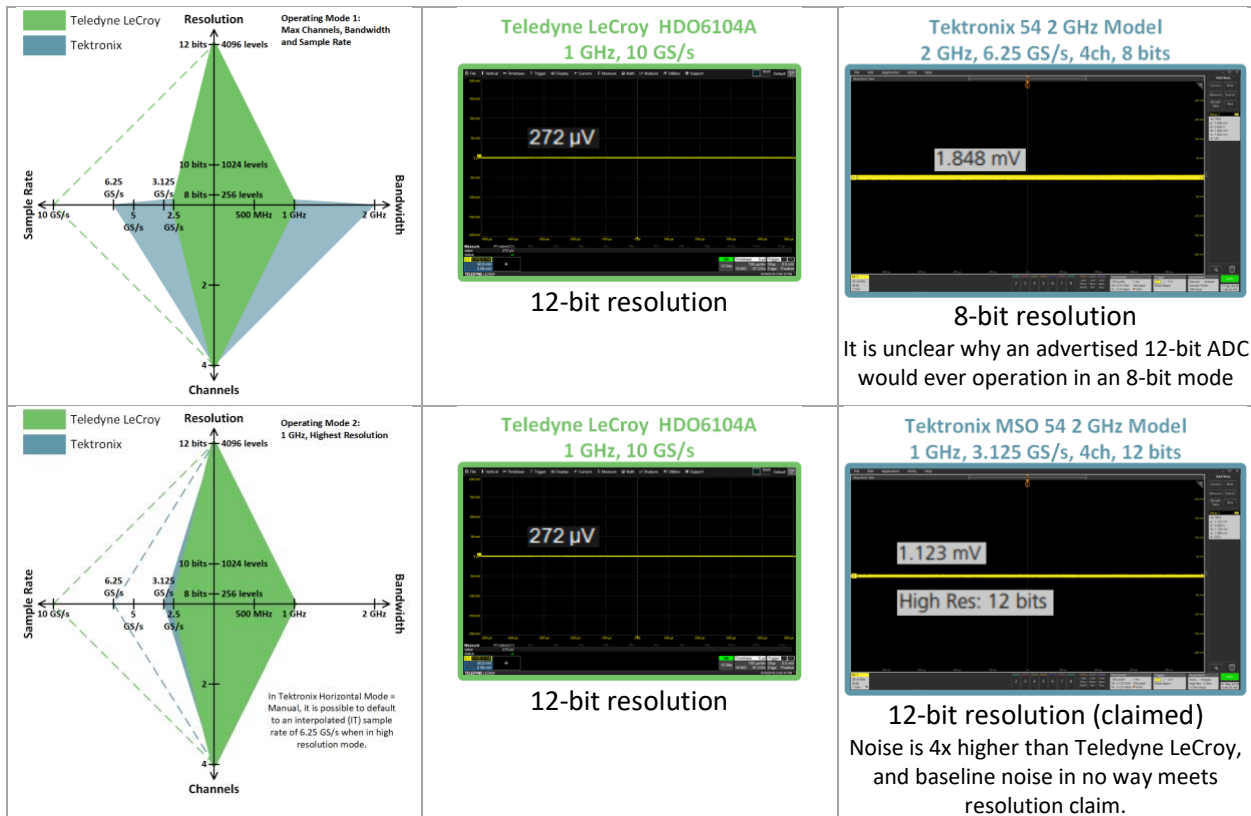 Teledyne LeCroy
Tektronix
Resolution
Operating Mode 1:
Max Channels, Bandwidth
and Sample Rate
12 bits
4096 levels
10 bits
1024 levels
8 bits
256 levels
6.25
GS/s
3.125
GS/s
10 GS/s
5
GS/s
2.5
GS/s
500 MHz
1 GHz
2 GHz
Sample Rate
Bandwidth
2
4
Channels
Teledyne LeCroy HDO6104A
1 GHz, 10 GS/s
272 µV
TELEDYNE LECROY
12-bit resolution
Tektronix 54 2 GHz Model
2 GHz, 6.25 GS/s, 4ch, 8 bits
1.848 mV
8-bit resolution
It is unclear why an advertised 12-bit ADC
would ever operation in an 8-bit mode
Teledyne LeCroy
Tektronix
Resolution
Operating Mode 2:
1 GHz, Highest Resolution
12 bits
4096 levels
10 bits
1024 levels
8 bits
256 levels
6.25
GS/s
3.125
GS/s
10 GS/s
5
GS/s
2.5
GS/s
500 MHz
1 GHz
2 GHz
Sample Rate
Bandwidth
2
In Tektronix Horizontal Mode =
Manual, it is possible to default
to an interpolated (IT) sample
rate of 6.25 GS/s when in high
resolution mode.
4
Channels
Teledyne LeCroy HDO6104A
1 GHz, 10 GS/s
272 µV
TELEDYNE LECROY
12-bit resolution
Tektronix MSO 54 2 GHz Model
1 GHz, 3.125 GS/s, 4ch, 12 bits
1.123 mV
High Res: 12 bits
12-bit resolution (claimed)
Noise is 4x higher than Teledyne LeCroy,
and baseline noise in no way meets
resolution claim.